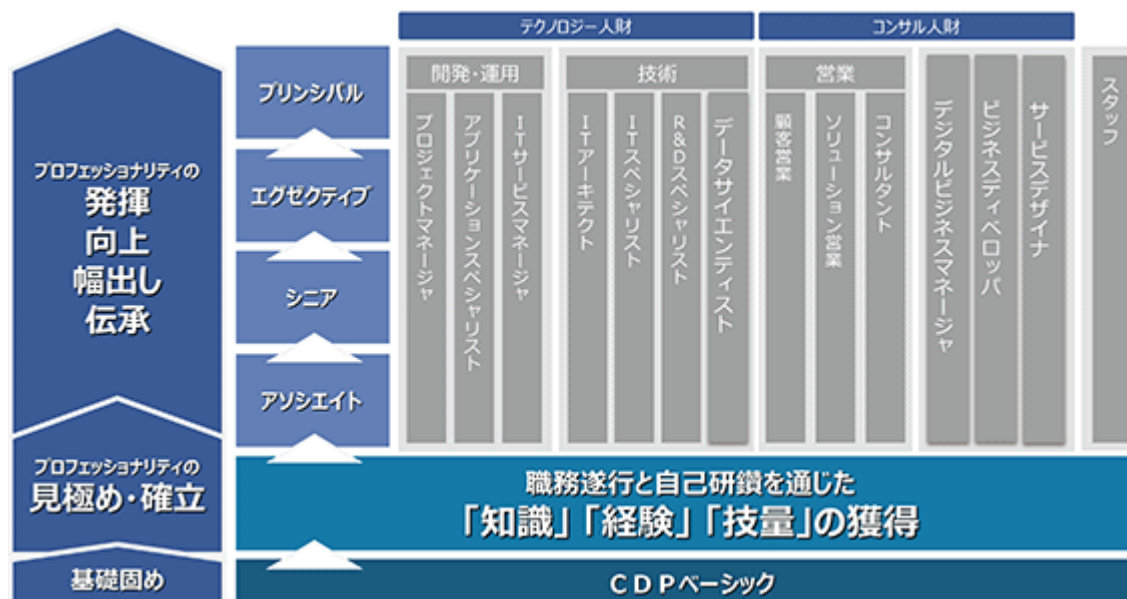 テクノロジー人財
コンサル人財
プロフェッショナリティの
発揮
向上
幅出し
伝承
プロフェッショナリティの
見極め・確立
基礎固め
プリンシパル
エグゼクティブ
シニア
アソシエイト
開発・運用
プロジェクトマネージャ
アプリケーションスペシャリスト
ITサービスマネージャ
技術
ITアーキテクト
ITスペシャリスト
R&Dスペシャリスト
データサイエンティスト
営業
顧客営業
ソリューション営業
コンサルタント
デジタルビジネスマネージャ
ビジネスディベロッパ
サービスデザイナ
スタッフ
職務遂行と自己研鑽を通じた
「知識」「経験」「技量」の獲得
CDPベーシック